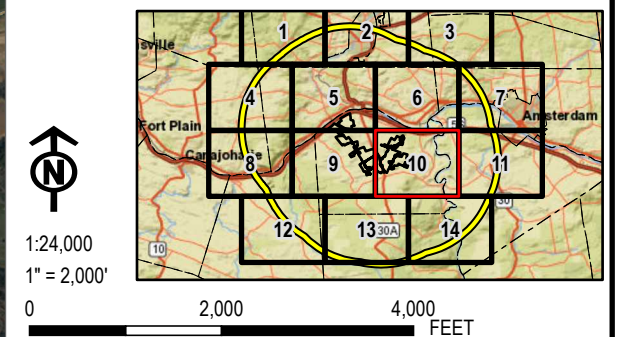 1 2 3
sville
4 5 6 7
Fort Plain
5S
Amsterdam
Canajoharie
8 9 10 11
N
30
12 13 30A 14
10
1:24,000
1" = 2,000'
0 2,000 4,000
FEET